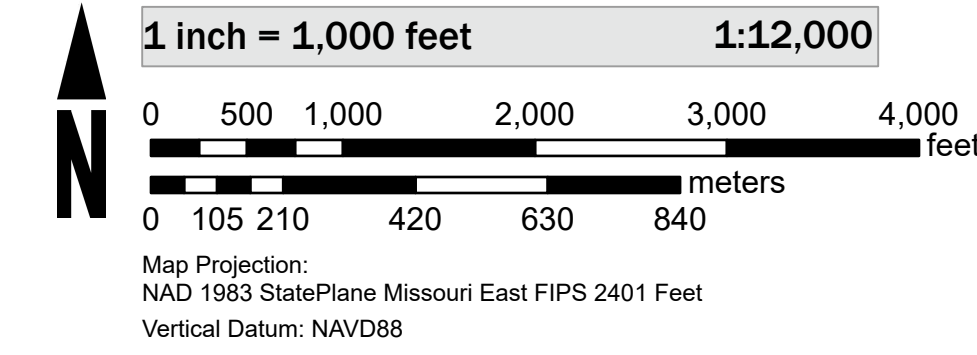 1 inch = 1,000 feet 1:12,000
N
0 500 1,000 2,000 3,000 4,000
feet
meters
0 105 210 420 630 840
Map Projection:
NAD 1983 StatePlane Missouri East FIPS 2401 Feet
Vertical Datum: NAVD88